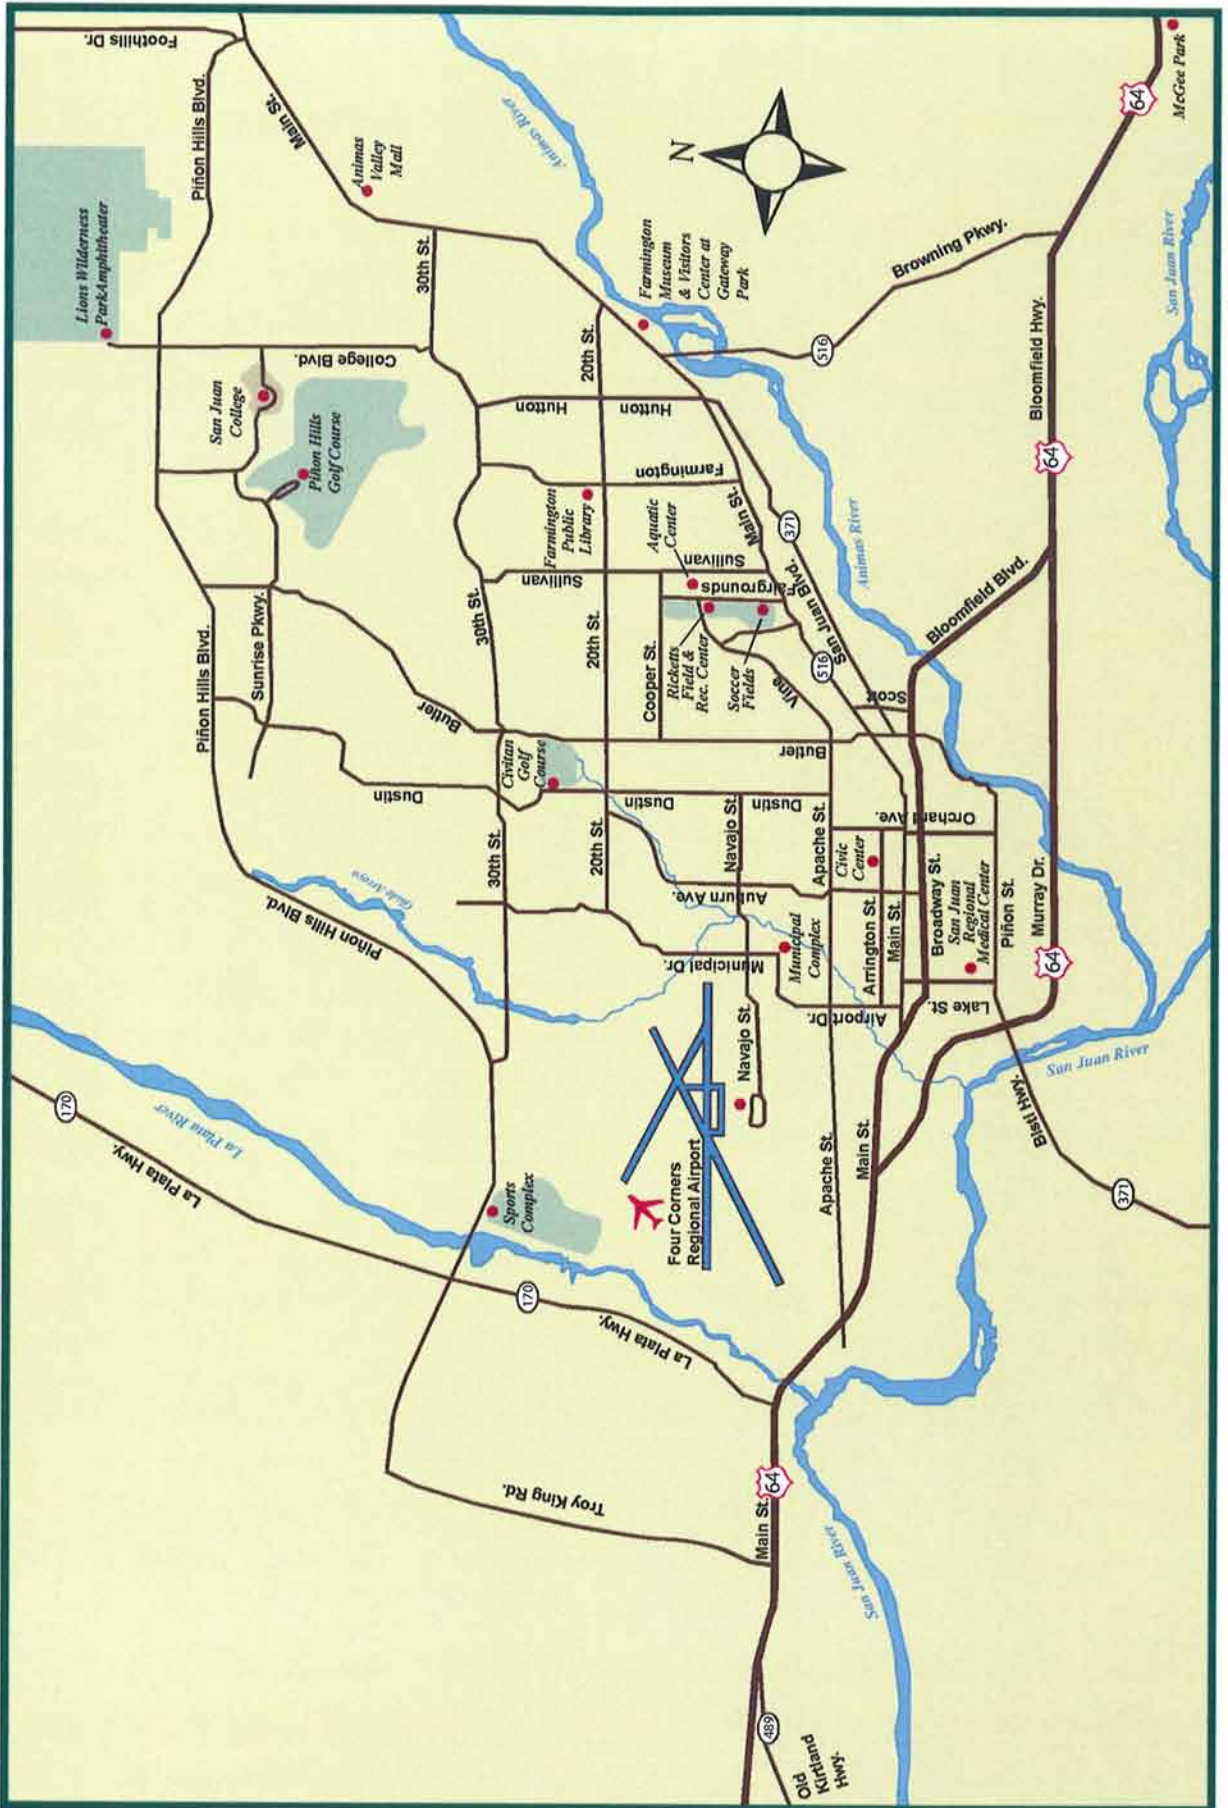 Foothills Dr.
Piñon Hills Blvd.
Main St.
Lions Wilderness
Park Amphitheater
Animas
Valley
Mall
Animas River
N
McGee Park
64
30th St.
College Blvd.
San Juan
College
Piñon Hills
Golf Course
20th St.
Farmington
Museum
& Visitors
Center at
Gateway
Park
Browning Pkwy.
516
Bloomfield Hwy.
64
San Juan River
Hutton
Hutton
Farmington
Farmington
Public
Library
Aquatic
Center
Main St.
371
Sullivan
Sullivan
Fairgrounds
San Juan Blvd.
Animas River
Bloomfield Blvd.
Piñon Hills Blvd.
Sunrise Pkwy.
30th St.
20th St.
Cooper St.
Ricketts
Field &
Rec. Center
Soccer
Fields
Vine
516
Scott
Butler
Butler
Civitan
Golf
Course
Dustin
Dustin
Dustin
Navajo St.
Apache St.
Civic
Center
Orchard Ave.
30th St.
20th St.
Auburn Ave.
Piñon Hills Blvd.
Glade Arroyo
Municipal Dr.
Municipal
Complex
Arrington St.
Main St.
Broadway St.
San Juan
Regional
Medical Center
Piñon St.
Murray Dr.
64
Airport Dr.
Lake St.
Navajo St.
San Juan River
Bisti Hwy.
371
170
La Plata River
La Plata Hwy.
Sports
Complex
Four Corners
Regional Airport
Apache St.
Main St.
170
La Plata Hwy.
Troy King Rd.
Main St.
64
San Juan River
489
Old
Kirtland
Hwy.